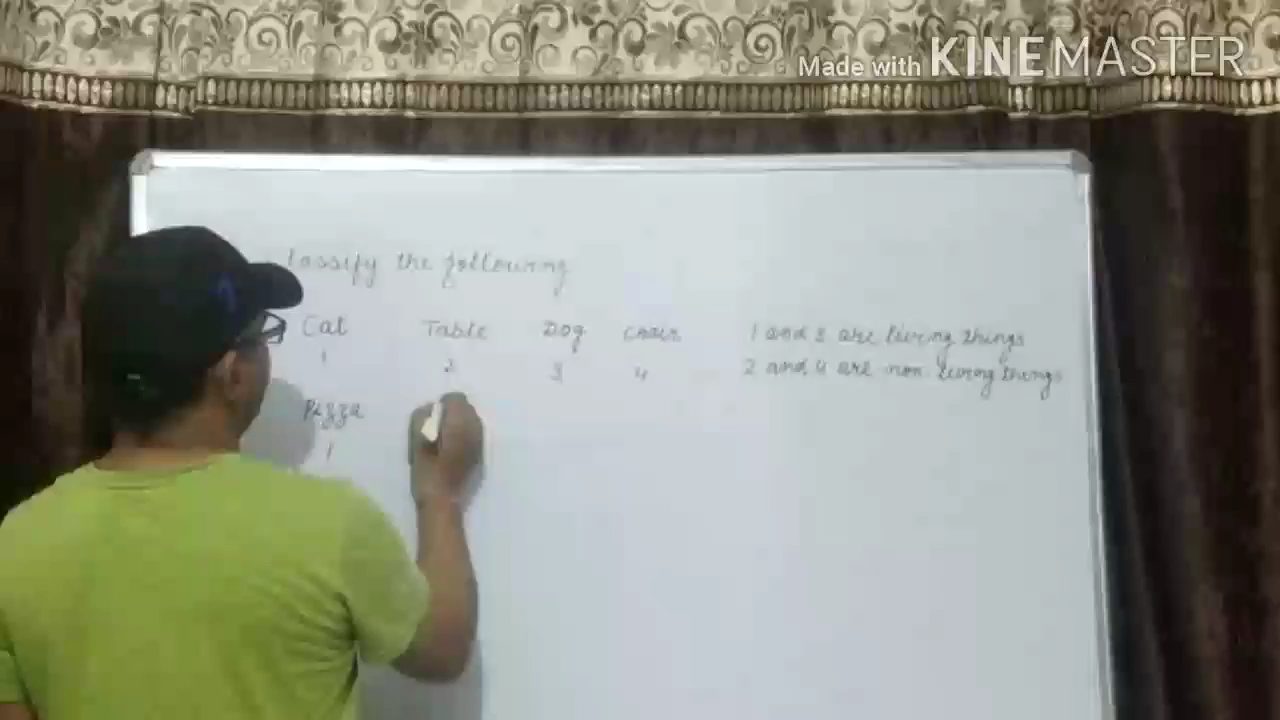 Made with KINEMASTER
lassify the following
Cat Table Dog Chair 1 and 3 are living things
1 2 3 4 2 and 4 are non living things
Pizza
1